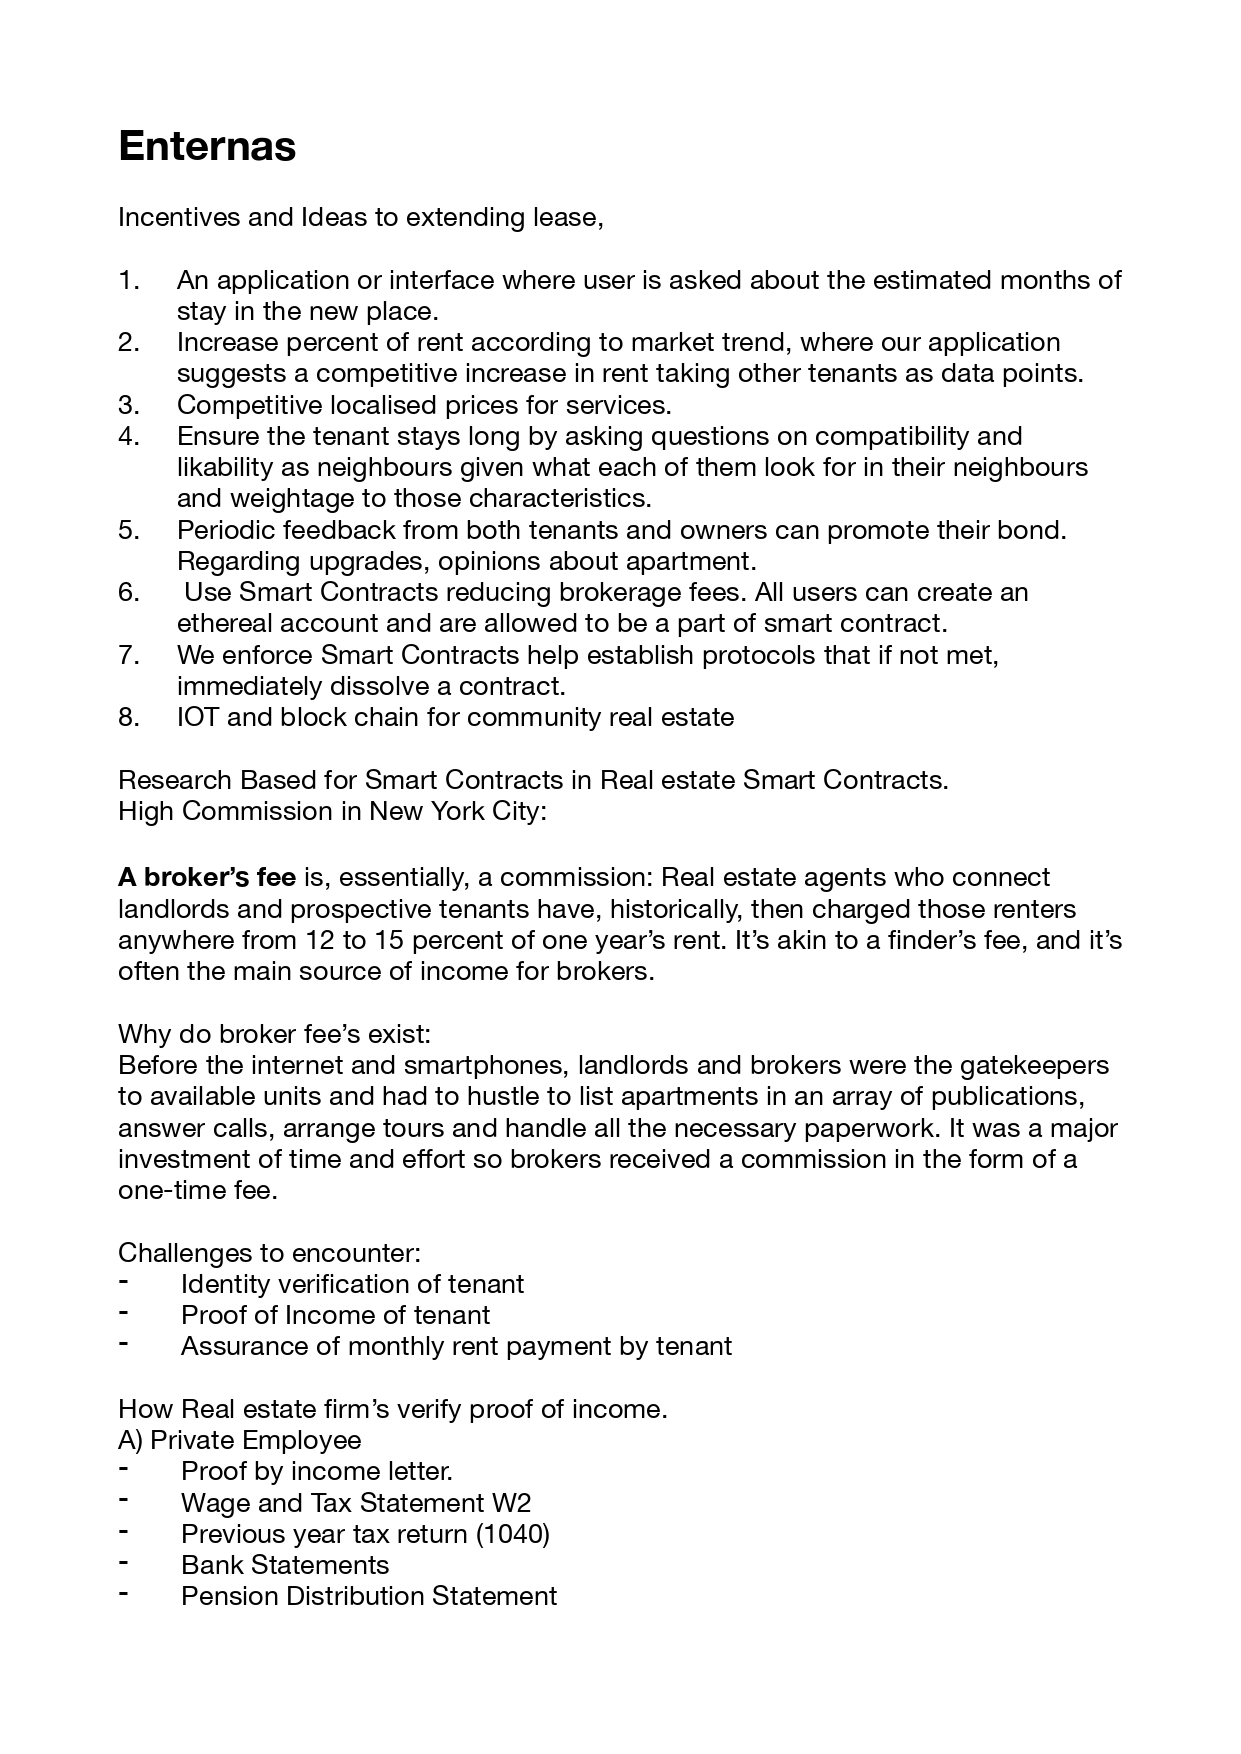 Enternas
Incentives and Ideas to extending lease,
1. An application or interface where user is asked about the estimated months of
stay in the new place.
2. Increase percent of rent according to market trend, where our application
suggests a competitive increase in rent taking other tenants as data points.
3. Competitive localised prices for services.
4. Ensure the tenant stays long by asking questions on compatibility and
likability as neighbours given what each of them look for in their neighbours
and weightage to those characteristics.
5. Periodic feedback from both tenants and owners can promote their bond.
Regarding upgrades, opinions about apartment.
6. Use Smart Contracts reducing brokerage fees. All users can create an
ethereal account and are allowed to be a part of smart contract.
7. We enforce Smart Contracts help establish protocols that if not met,
immediately dissolve a contract.
8. IOT and block chain for community real estate
Research Based for Smart Contracts in Real estate Smart Contracts.
High Commission in New York City:
A broker’s fee is, essentially, a commission: Real estate agents who connect
landlords and prospective tenants have, historically, then charged those renters
anywhere from 12 to 15 percent of one year’s rent. It’s akin to a finder’s fee, and it’s
often the main source of income for brokers.
Why do broker fee’s exist:
Before the internet and smartphones, landlords and brokers were the gatekeepers
to available units and had to hustle to list apartments in an array of publications,
answer calls, arrange tours and handle all the necessary paperwork. It was a major
investment of time and effort so brokers received a commission in the form of a
one-time fee.
Challenges to encounter:
- Identity verification of tenant
- Proof of Income of tenant
- Assurance of monthly rent payment by tenant
How Real estate firm’s verify proof of income.
A) Private Employee
- Proof by income letter.
- Wage and Tax Statement W2
- Previous year tax return (1040)
- Bank Statements
- Pension Distribution Statement